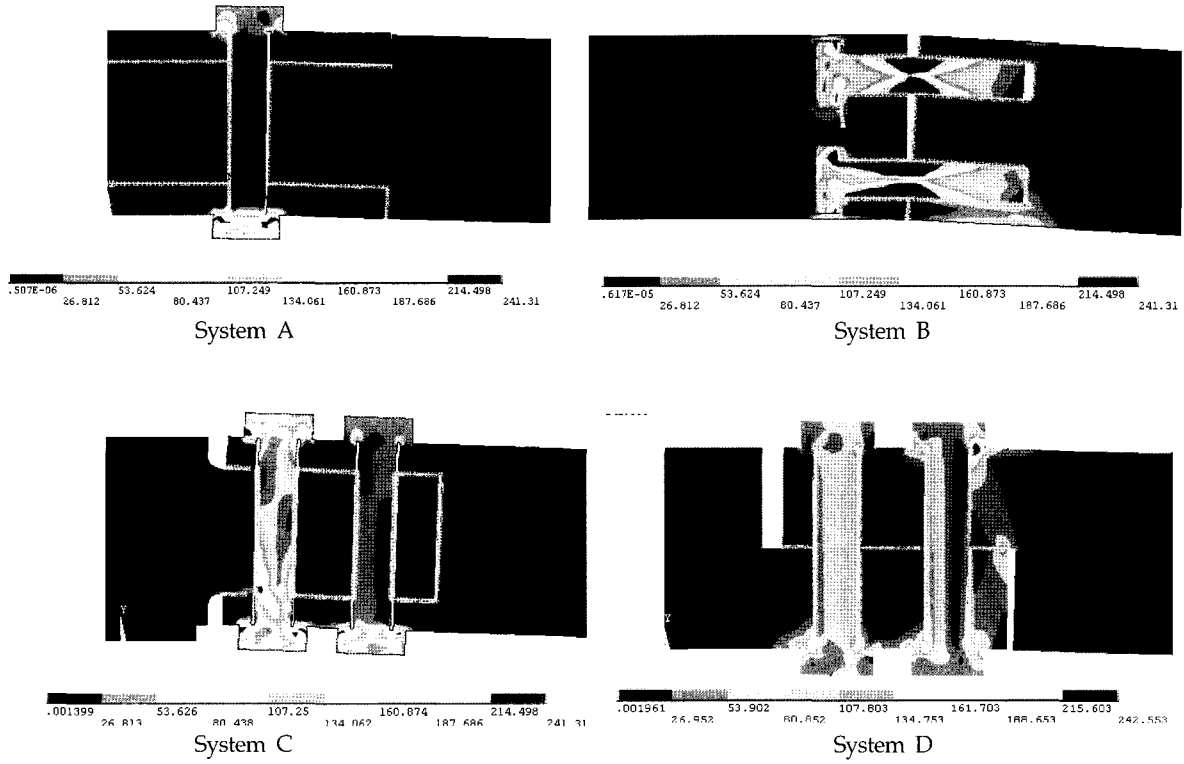 .507E-06 53.624 107.249 160.873 214.498
26.812 80.437 134.061 187.686 241.31
System A
.617E-05 53.624 107.249 160.873 214.498
26.812 80.437 134.061 187.686 241.31
System B
Y
.001399 53.626 107.25 160.874 214.498
26.813 80.438 134.062 187.686 241.31
System C
Y
.001961 53.902 107.803 161.703 215.603
26.952 80.852 134.753 188.653 242.553
System D